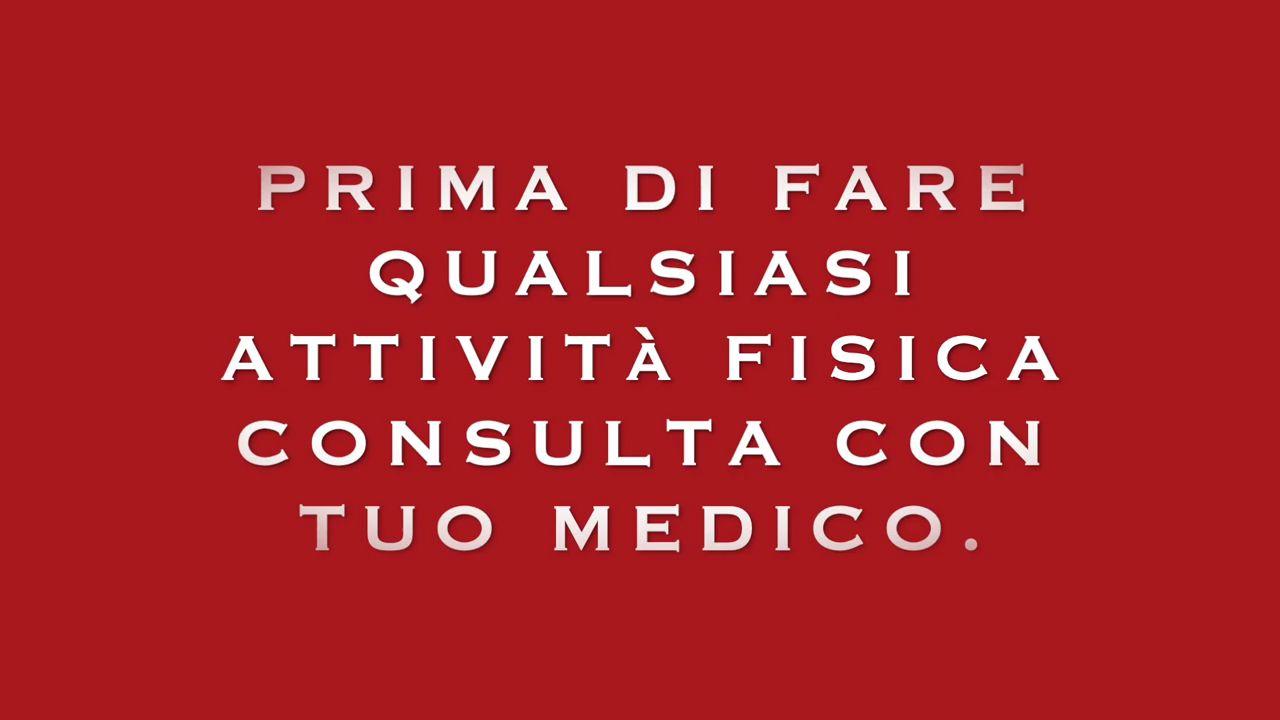 PRIMA DI FARE
QUALSIASI
ATTIVITÀ FISICA
CONSULTA CON
TUO MEDICO.